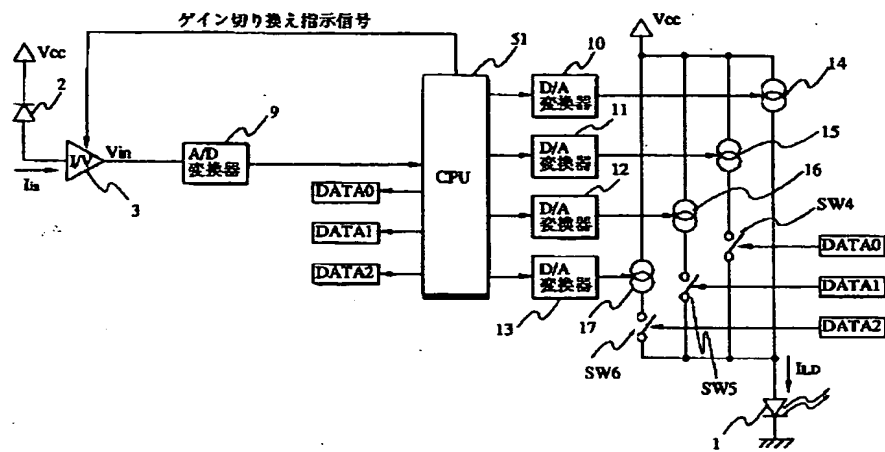 ゲイン切り換え指示信号
Vcc
2
I/V
Iin
3
Vin
9
A/D
変換器
51
CPU
DATA0
DATA1
DATA2
10
D/A
変換器
11
D/A
変換器
12
D/A
変換器
D/A
変換器
13
Vcc
14
15
16
17
SW4
SW5
SW6
DATA0
DATA1
DATA2
ILD
1